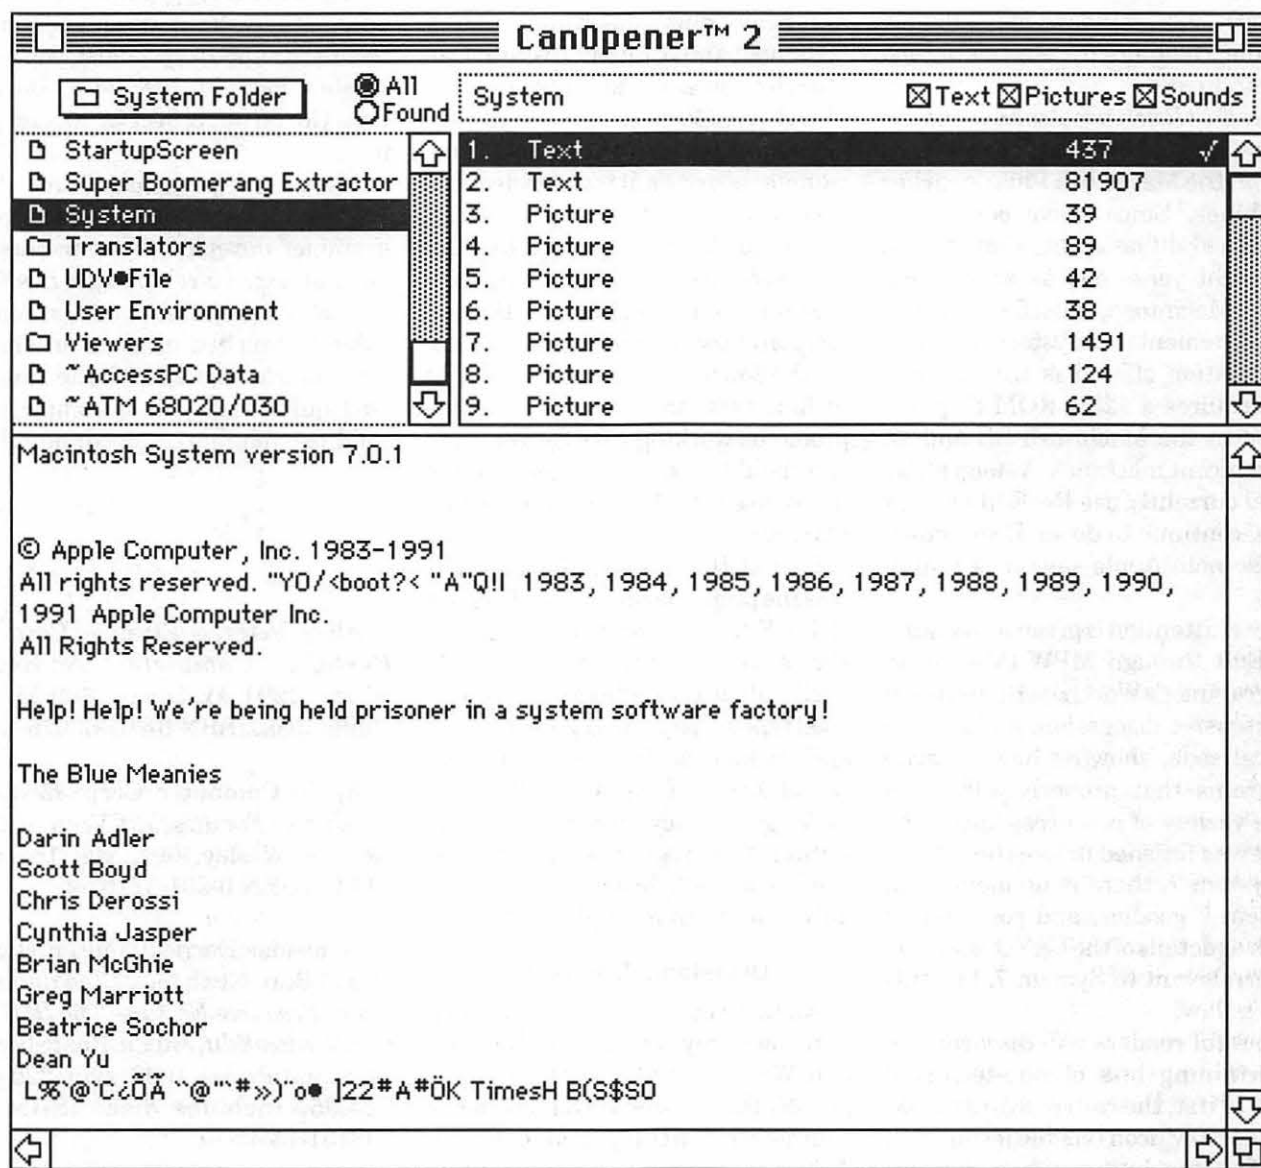 CanOpener™ 2
System Folder
All
Found
System
Text Pictures Sounds
StartupScreen
Super Boomerang Extractor
System
Translators
UDV●File
User Environment
Viewers
~AccessPC Data
~ATM 68020/030
1. Text 437 √
2. Text 81907
3. Picture 39
4. Picture 89
5. Picture 42
6. Picture 38
7. Picture 1491
8. Picture 124
9. Picture 62
Macintosh System version 7.0.1
© Apple Computer, Inc. 1983-1991
All rights reserved. "YO/<boot?< "A"Q!I 1983, 1984, 1985, 1986, 1987, 1988, 1989, 1990,
1991 Apple Computer Inc.
All Rights Reserved.
Help! Help! We're being held prisoner in a system software factory!
The Blue Meanies
Darin Adler
Scott Boyd
Chris Derossi
Cynthia Jasper
Brian McGhie
Greg Marriott
Beatrice Sochor
Dean Yu
TimesH B(S$SO